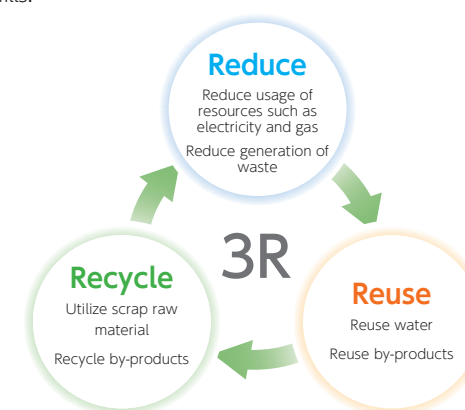 Reduce
Reduce usage of
resources such as
electricity and gas
Reduce generation of
waste
3R
Recycle
Utilize scrap raw
material
Recycle by-products
Reuse
Reuse water
Reuse by-products